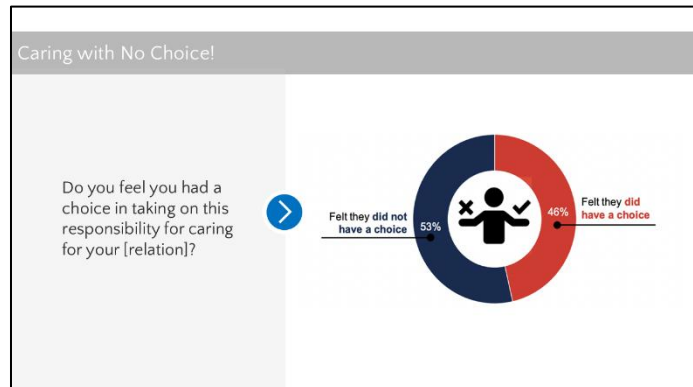 Caring with No Choice!
Do you feel you had a
choice in taking on this
responsibility for caring
for your [relation]?
Felt they did not
have a choice
53%
46%
Felt they did
have a choice